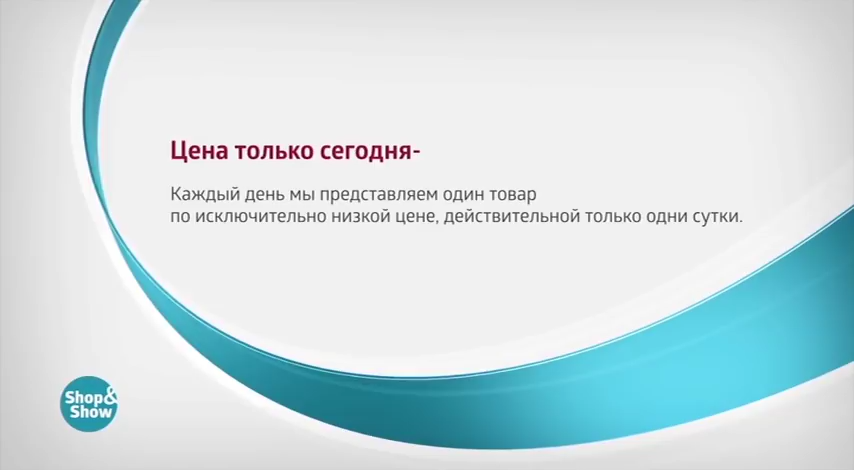 Цена только сегодня-
Каждый день мы представляем один товар
по исключительно низкой цене, действительной только одни сутки.
Shop&
Show